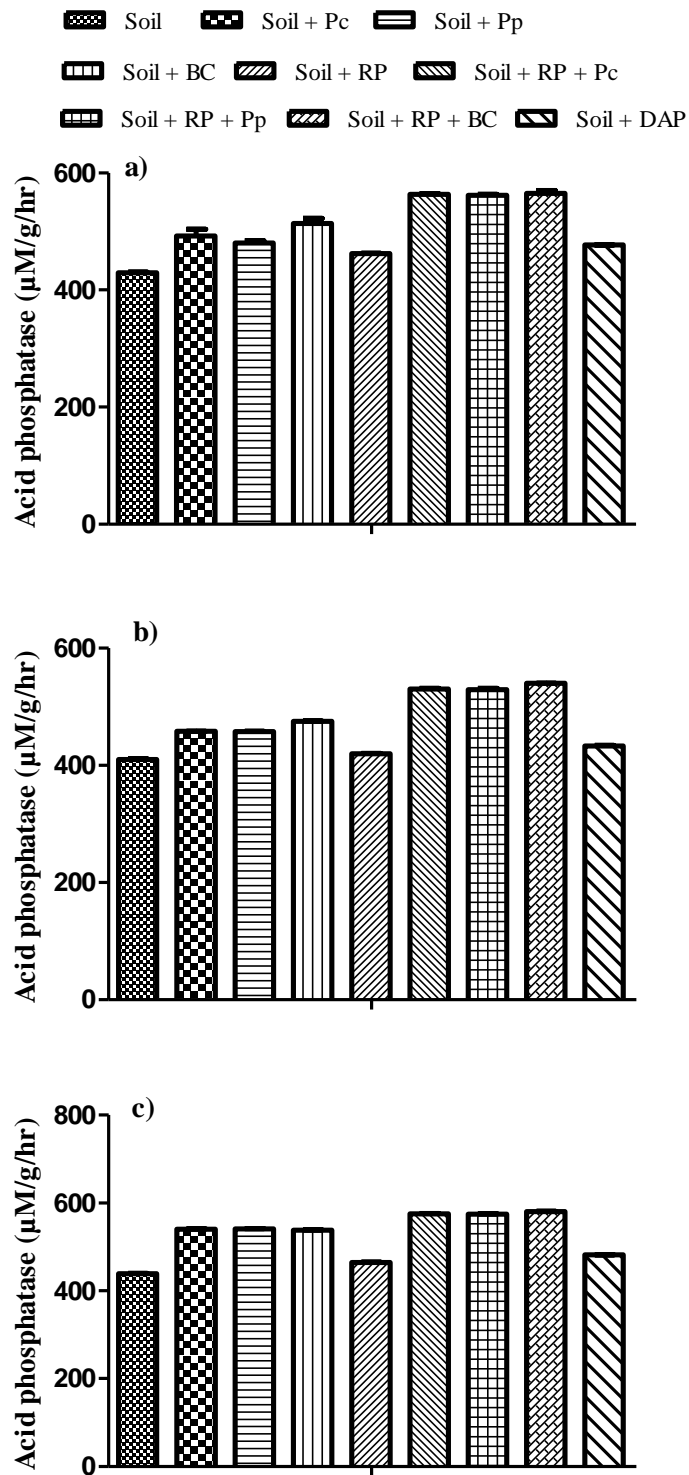 Soil Soil + Pc Soil + Pp
Soil + BC Soil + RP Soil + RP + Pc
Soil + RP + Pp Soil + RP + BC Soil + DAP
a)
600
400
200
0
Acid phosphatase (µM/g/hr)
b)
600
400
200
0
Acid phosphatase (µM/g/hr)
c)
800
600
400
200
0
Acid phosphatase (µM/g/hr)